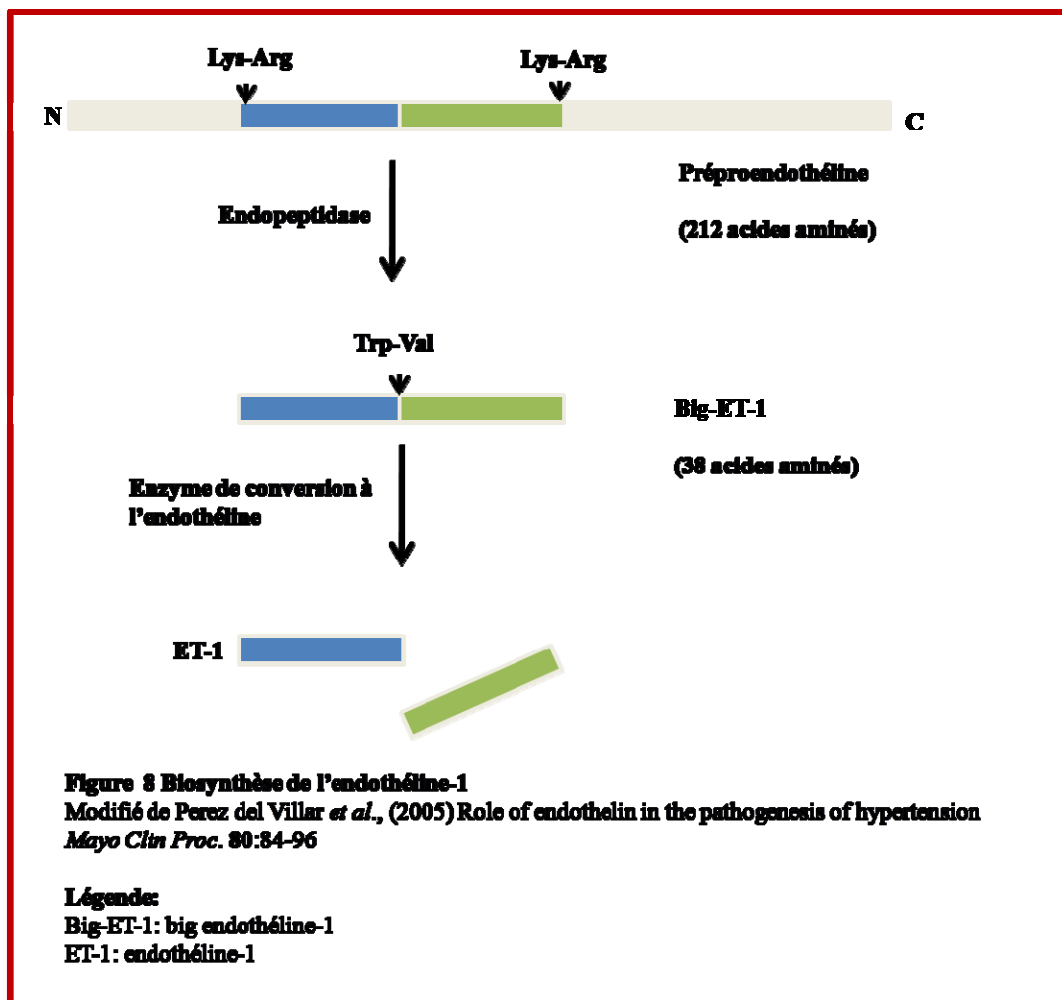 Lys-Arg
Lys-Arg
N
C
Préproendothéline
Endopeptidase
(212 acides aminés)
Trp-Val
Big-ET-1
(38 acides aminés)
Enzyme de conversion à
l'endothéline
ET-1
Figure 8 Biosynthèse de l'endothéline-1
Modifié de Perez del Villar et al., (2005) Role of endothelin in the pathogenesis of hypertension
Mayo Clin Proc. 80:84-96
Légende:
Big-ET-1: big endothéline-1
ET-1: endothéline-1